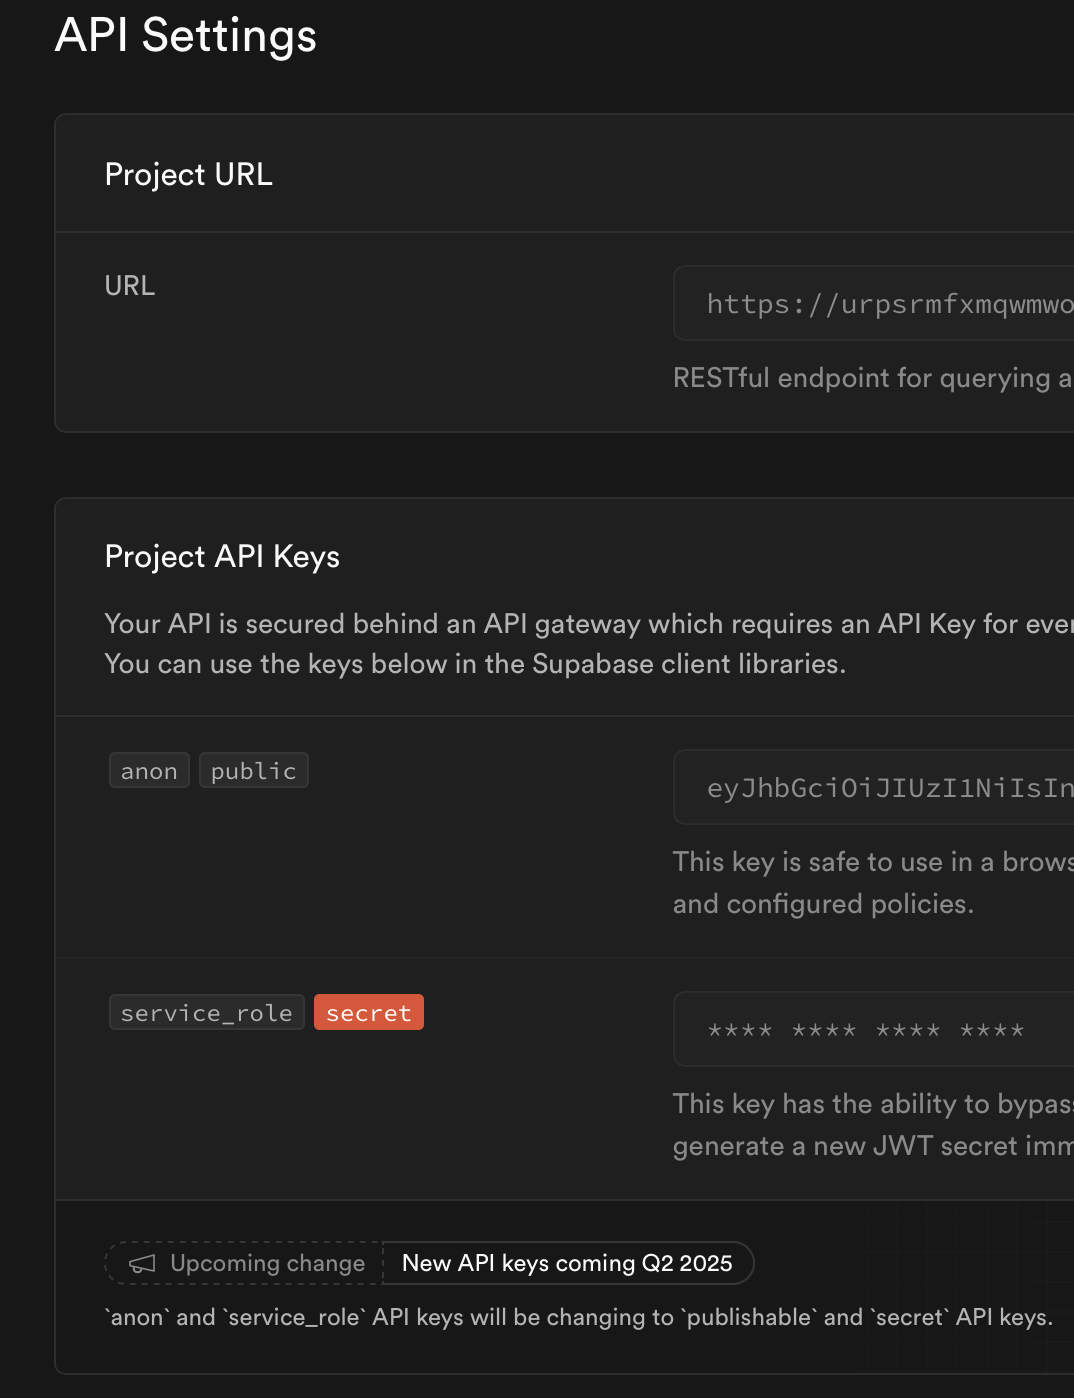 API Settings
Project URL
URL
https://urpsrmfxmqwmwo
RESTful endpoint for querying a
Project API Keys
Your API is secured behind an API gateway which requires an API Key for ever
You can use the keys below in the Supabase client libraries.
anon public
eyJhbGciOiJIUzI1NiIsIn
This key is safe to use in a brows
and configured policies.
service_role secret
**** **** **** ****
This key has the ability to bypass
generate a new JWT secret imm
Upcoming change New API keys coming Q2 2025
`anon` and `service_role` API keys will be changing to `publishable` and `secret` API keys.